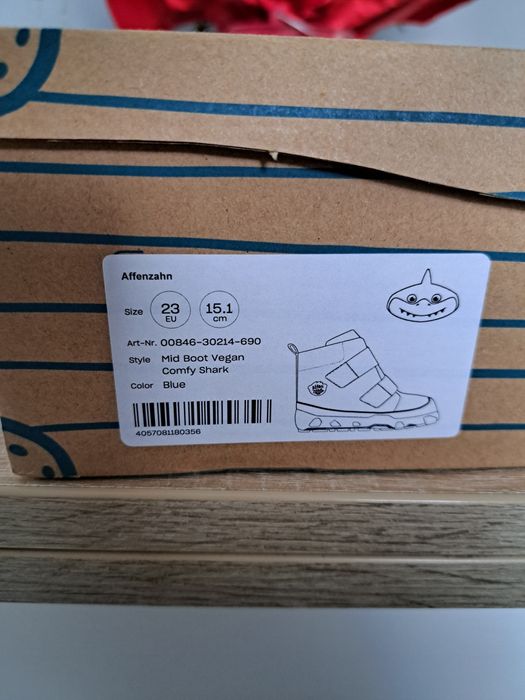 Affenzahn
Size 23 EU 15.1 cm
Art-Nr. 00846-30214-690
Style Mid Boot Vegan
Comfy Shark
Color Blue
4057081180356